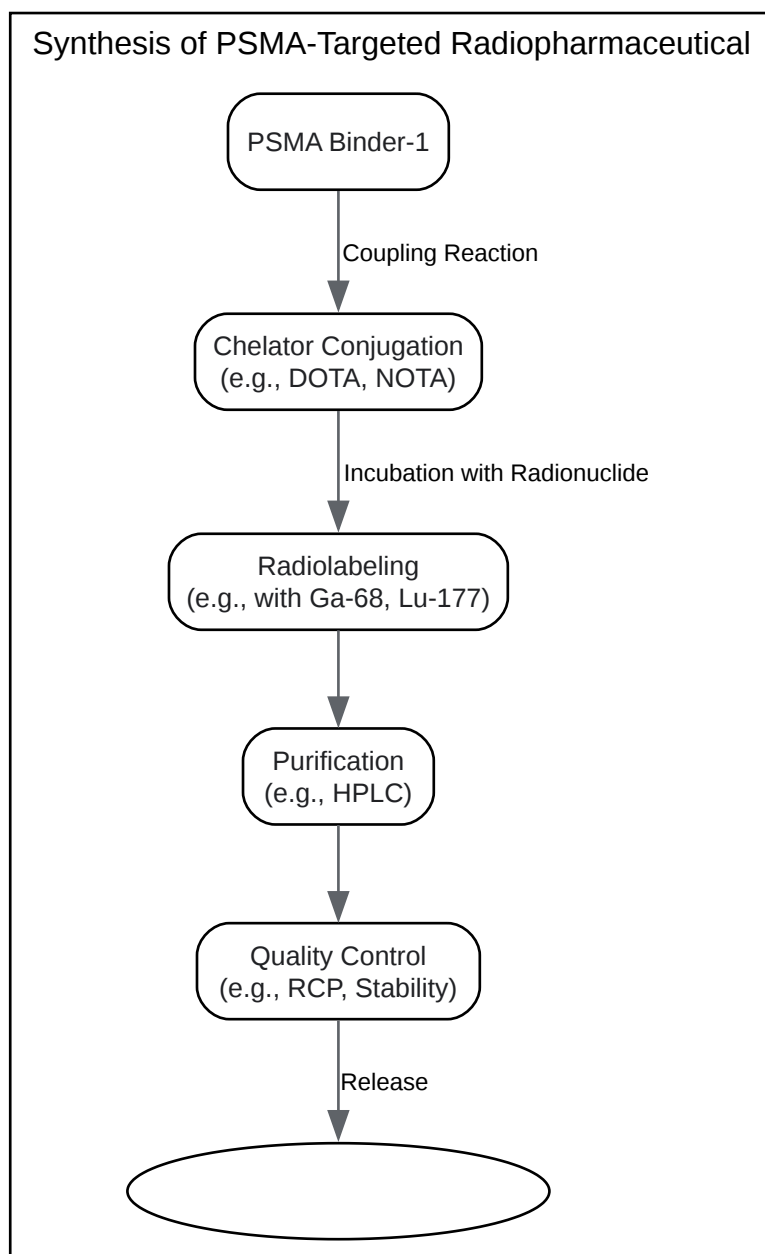 Synthesis of PSMA-Targeted Radiopharmaceutical
PSMA Binder-1
Coupling Reaction
Chelator Conjugation
(e.g., DOTA, NOTA)
Incubation with Radionuclide
Radiolabeling
(e.g., with Ga-68, Lu-177)
Purification
(e.g., HPLC)
Quality Control
(e.g., RCP, Stability)
Release